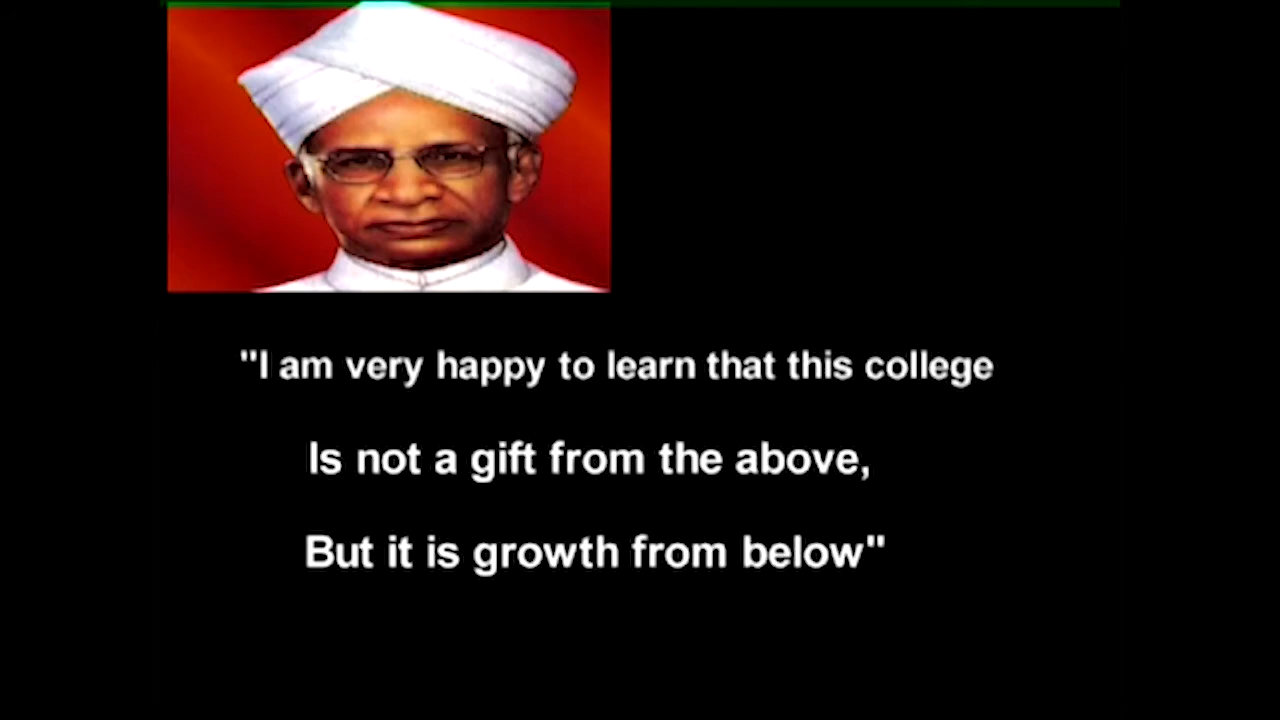 "I am very happy to learn that this college
Is not a gift from the above,
But it is growth from below"